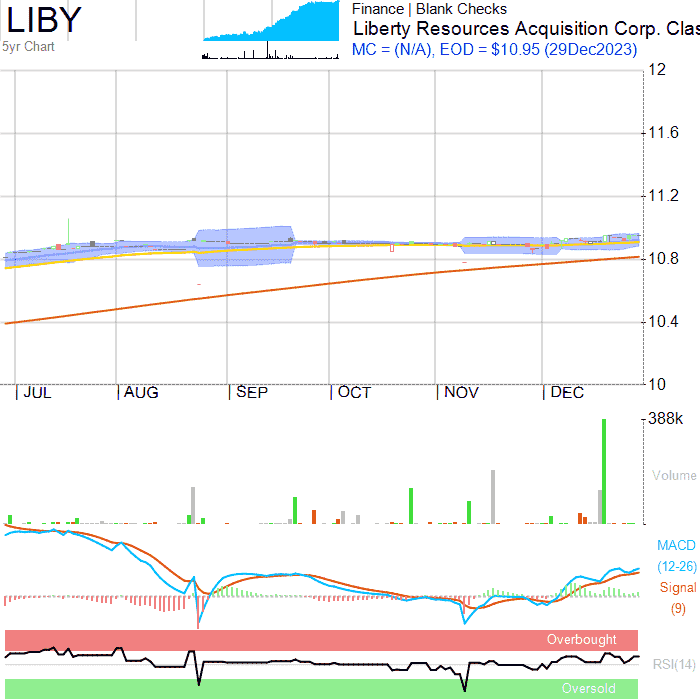 LIBY
5yr Chart
Finance | Blank Checks
Liberty Resources Acquisition Corp. Clas
MC = (N/A), EOD = $10.95 (29Dec2023)
12
11.6
11.2
10.8
10.4
10
JUL
AUG
SEP
OCT
NOV
DEC
388k
Volume
MACD
(12-26)
Signal
(9)
Overbought
RSI(14)
Oversold